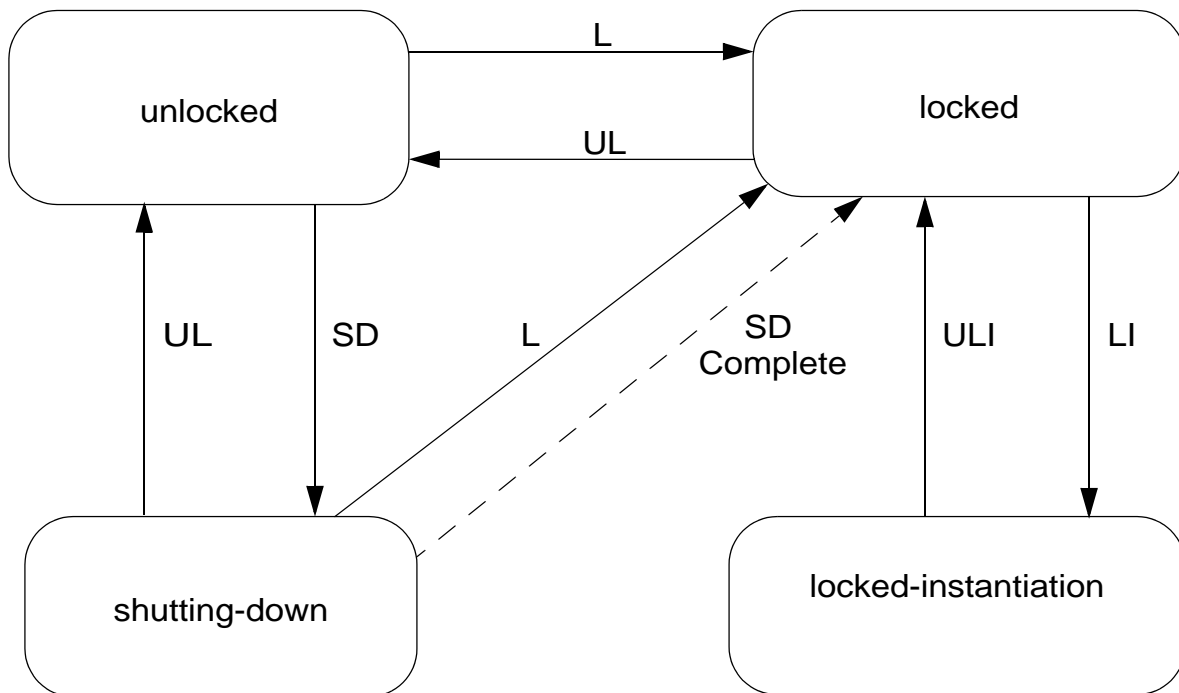 L
unlocked
locked
UL
UL
SD
L
SD
Complete
ULI
LI
shutting-down
locked-instantiation